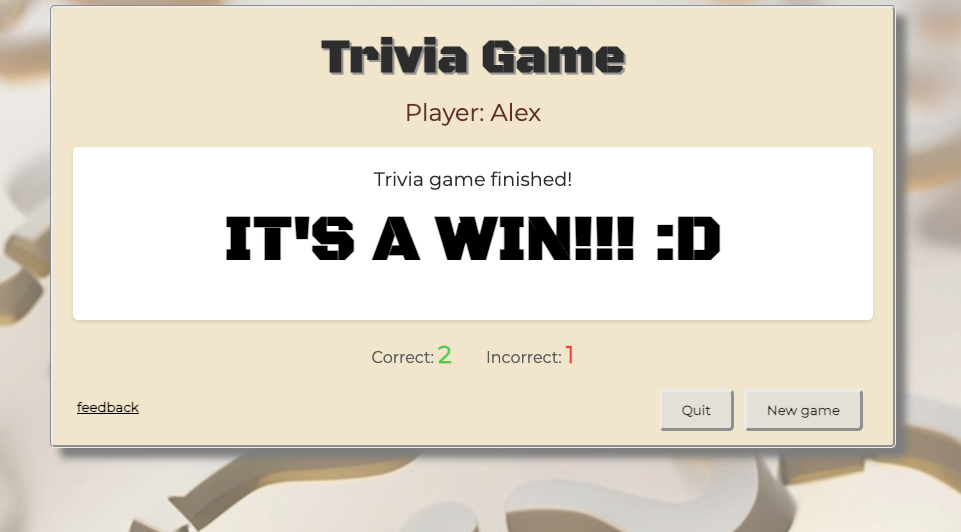 Trivia Game
Player: Alex
Trivia game finished!
IT'S A WIN!!! :D
Correct: 2 Incorrect: 1
feedback Quit New game